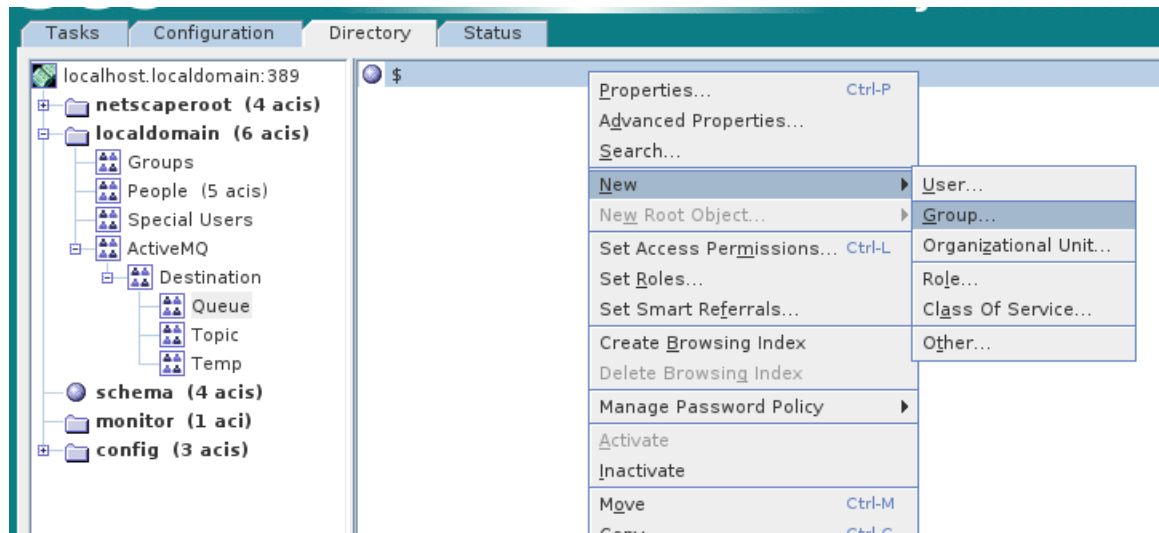 Tasks Configuration Directory Status
localhost.localdomain:389
netscaperoot (4 acis)
localdomain (6 acis)
Groups
People (5 acis)
Special Users
ActiveMQ
Destination
Queue
Topic
Temp
schema (4 acis)
monitor (1 aci)
config (3 acis)
$
Properties... Ctrl-P
Advanced Properties...
Search...
New
New Root Object...
Set Access Permissions... Ctrl-L
Set Roles...
Set Smart Referrals...
Create Browsing Index
Delete Browsing Index
Manage Password Policy
Activate
Inactivate
Move Ctrl-M
Copy Ctrl-C
User...
Group...
Organizational Unit...
Role...
Class Of Service...
Other...